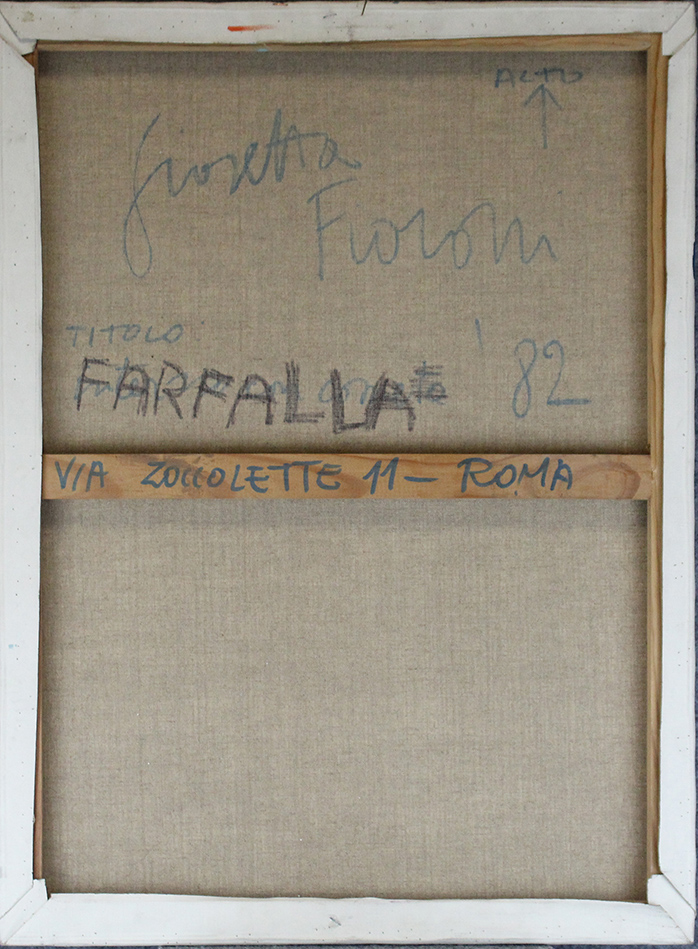 ALTO
Giosetta
Fioroni
TITOLO
FARFALLA '82
VIA ZOCCOLETTE 11 - ROMA